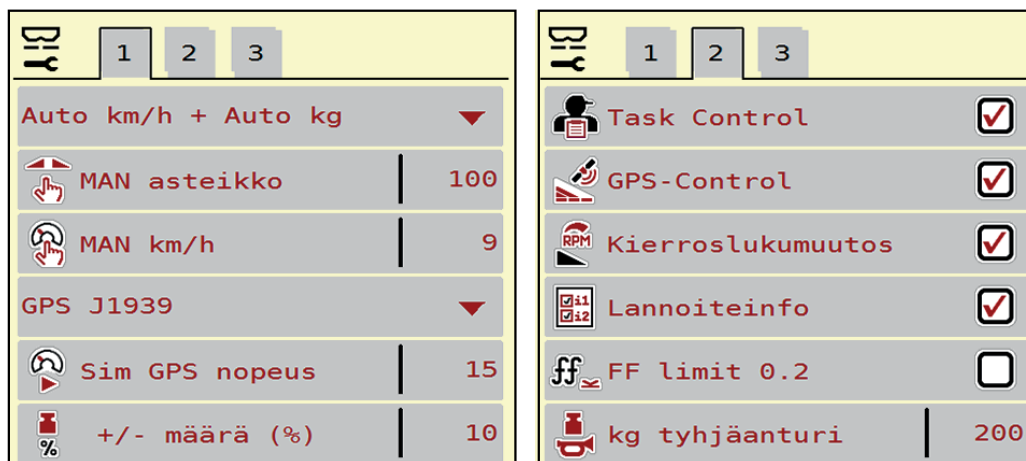 1 2 3
Auto km/h + Auto kg
MAN asteikko 100
MAN km/h 9
GPS J1939
Sim GPS nopeus 15
% +/- määrä (%) 10
1 2 3
Task Control
GPS-Control
RPM Kierroslukumuutos
i1 i2 Lannoiteinfo
ff FF limit 0.2
kg tyhjäanturi 200